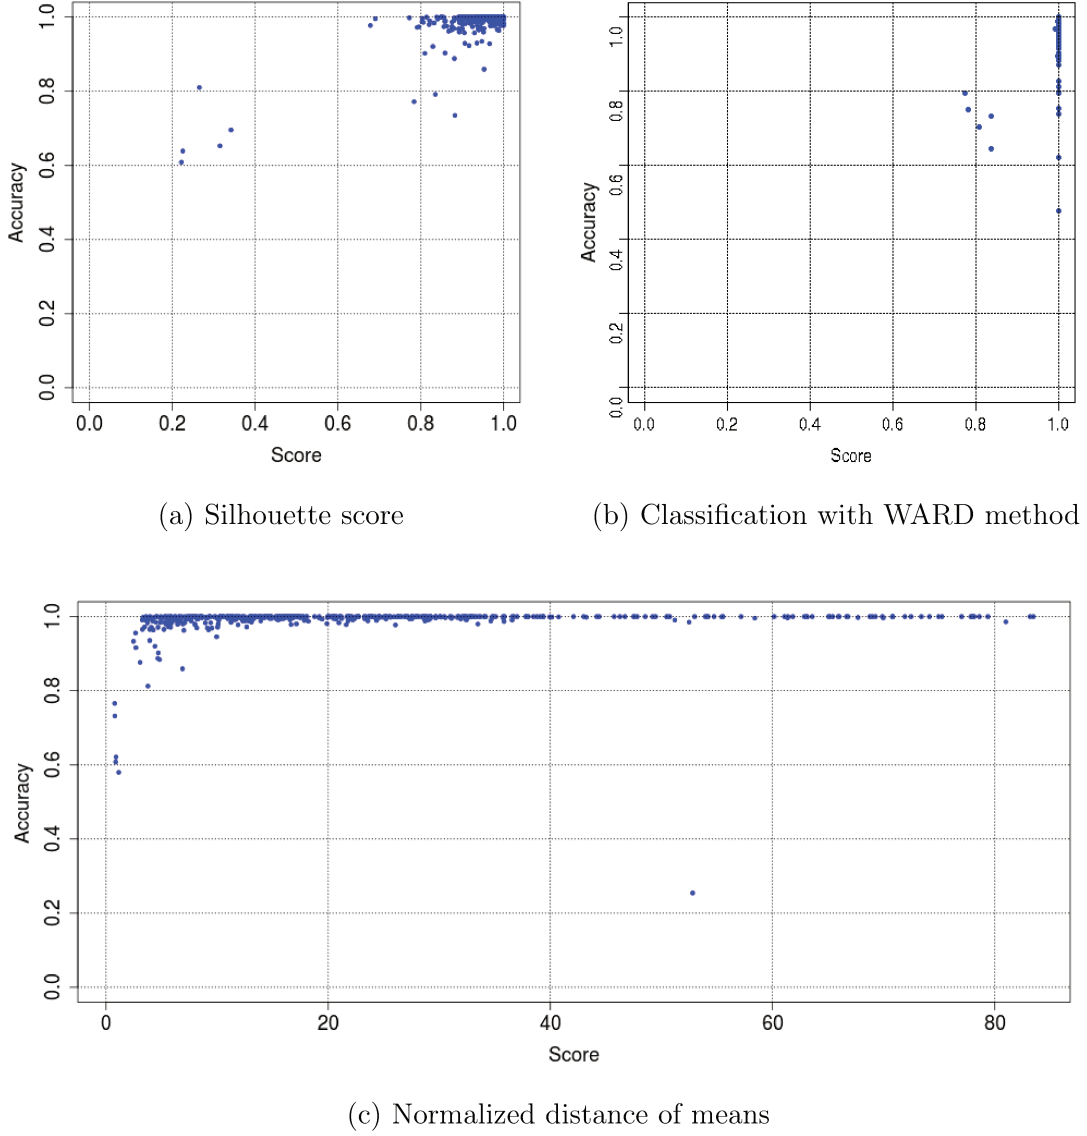 1.0
0.8
0.6
0.4
0.2
0.0
Accuracy
0.0 0.2 0.4 0.6 0.8 1.0
Score
(a) Silhouette score
1.0
0.8
0.6
0.4
0.2
0.0
Accuracy
0.0 0.2 0.4 0.6 0.8 1.0
Score
(b) Classification with WARD method
1.0
0.8
0.6
0.4
0.2
0.0
Accuracy
0 20 40 60 80
Score
(c) Normalized distance of means